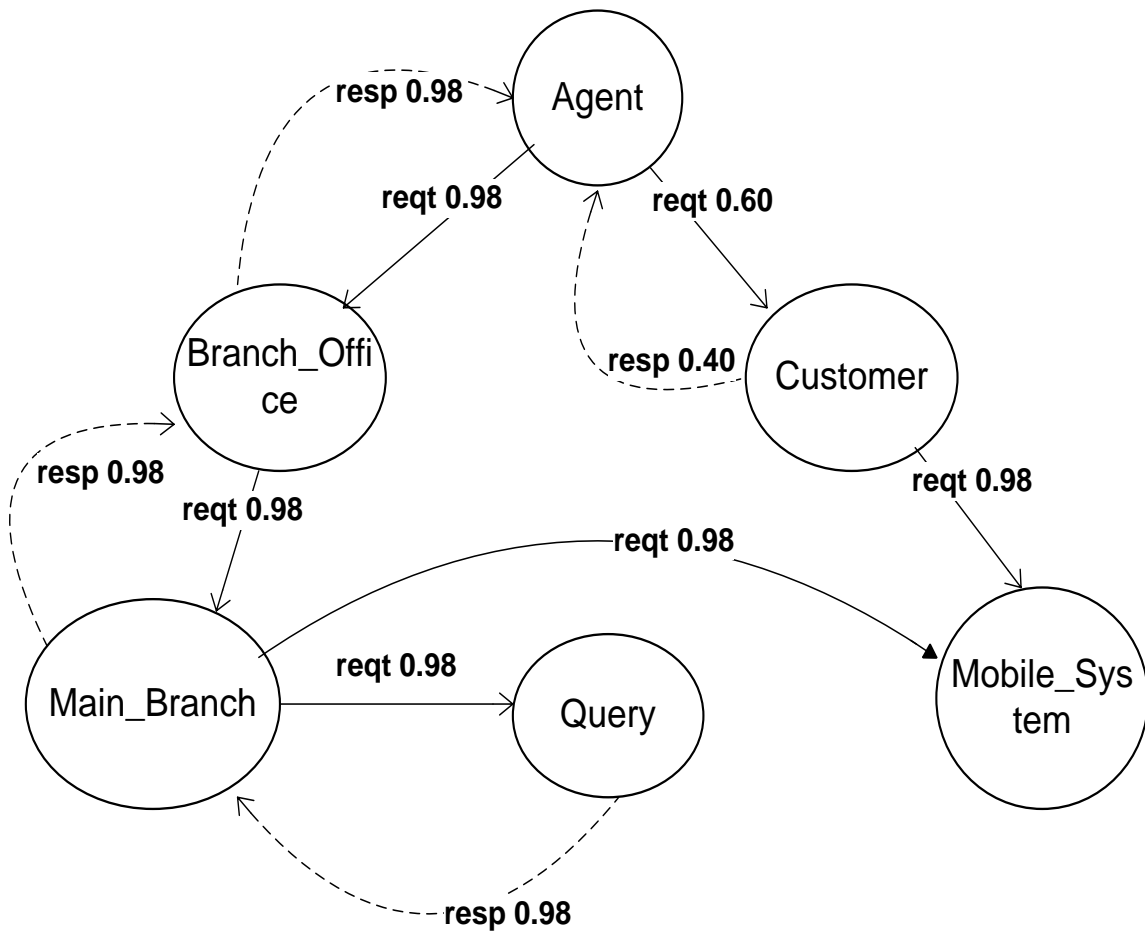 Agent
resp 0.98
reqt 0.98
reqt 0.60
Branch_Offi
ce
resp 0.40
Customer
resp 0.98
reqt 0.98
reqt 0.98
reqt 0.98
Main_Branch
reqt 0.98
Query
Mobile_Sys
tem
resp 0.98